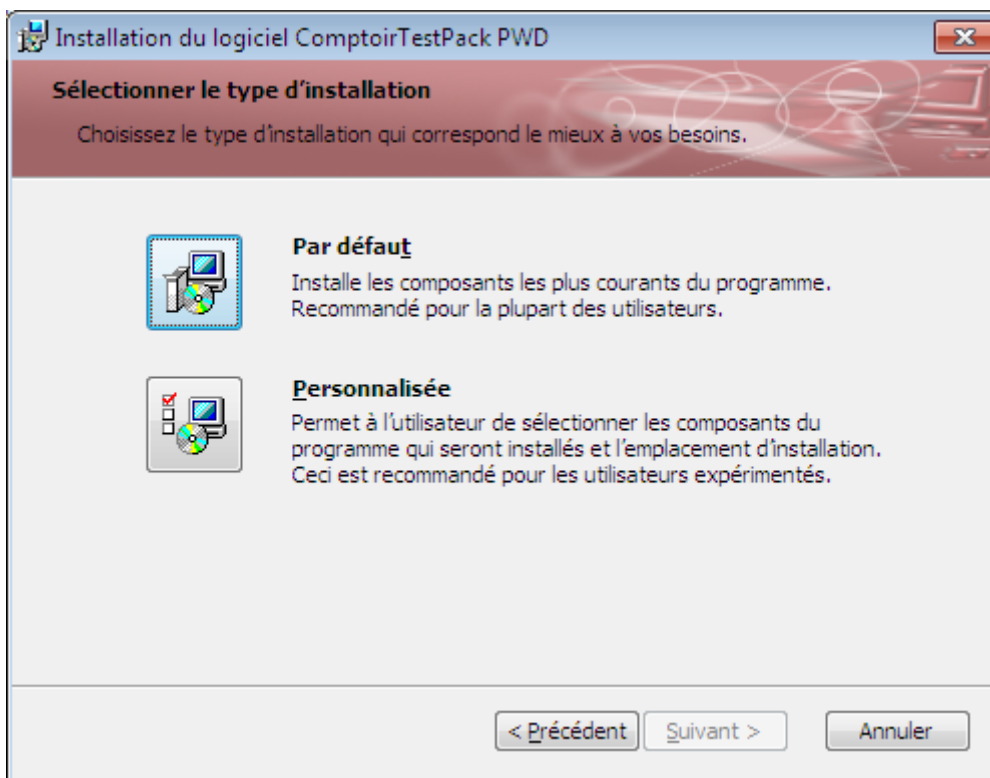 Installation du logiciel ComptoirTestPack PWD
Sélectionner le type d'installation
Choisissez le type d'installation qui correspond le mieux à vos besoins.
Par défaut
Installe les composants les plus courants du programme.
Recommandé pour la plupart des utilisateurs.
Personnalisée
Permet à l'utilisateur de sélectionner les composants du
programme qui seront installés et l'emplacement d'installation.
Ceci est recommandé pour les utilisateurs expérimentés.
< Précédent Suivant > Annuler